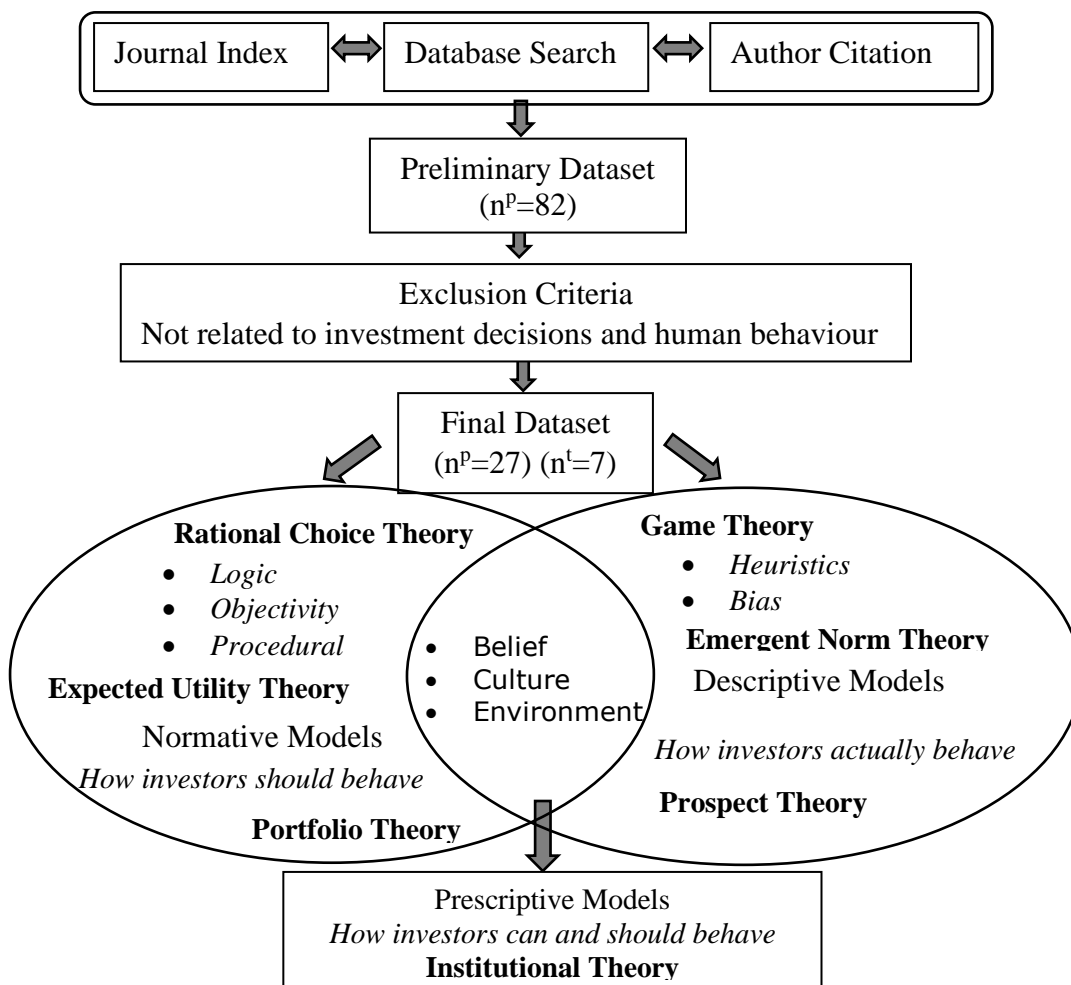 Journal Index
Database Search
Author Citation
Preliminary Dataset
(nᵖ=82)
Exclusion Criteria
Not related to investment decisions and human behaviour
Final Dataset
(nᵖ=27) (nᵗ=7)
Rational Choice Theory
• Logic
• Objectivity
• Procedural
Expected Utility Theory
Normative Models
How investors should behave
Portfolio Theory
• Belief
• Culture
• Environment
Game Theory
• Heuristics
• Bias
Emergent Norm Theory
Descriptive Models
How investors actually behave
Prospect Theory
Prescriptive Models
How investors can and should behave
Institutional Theory